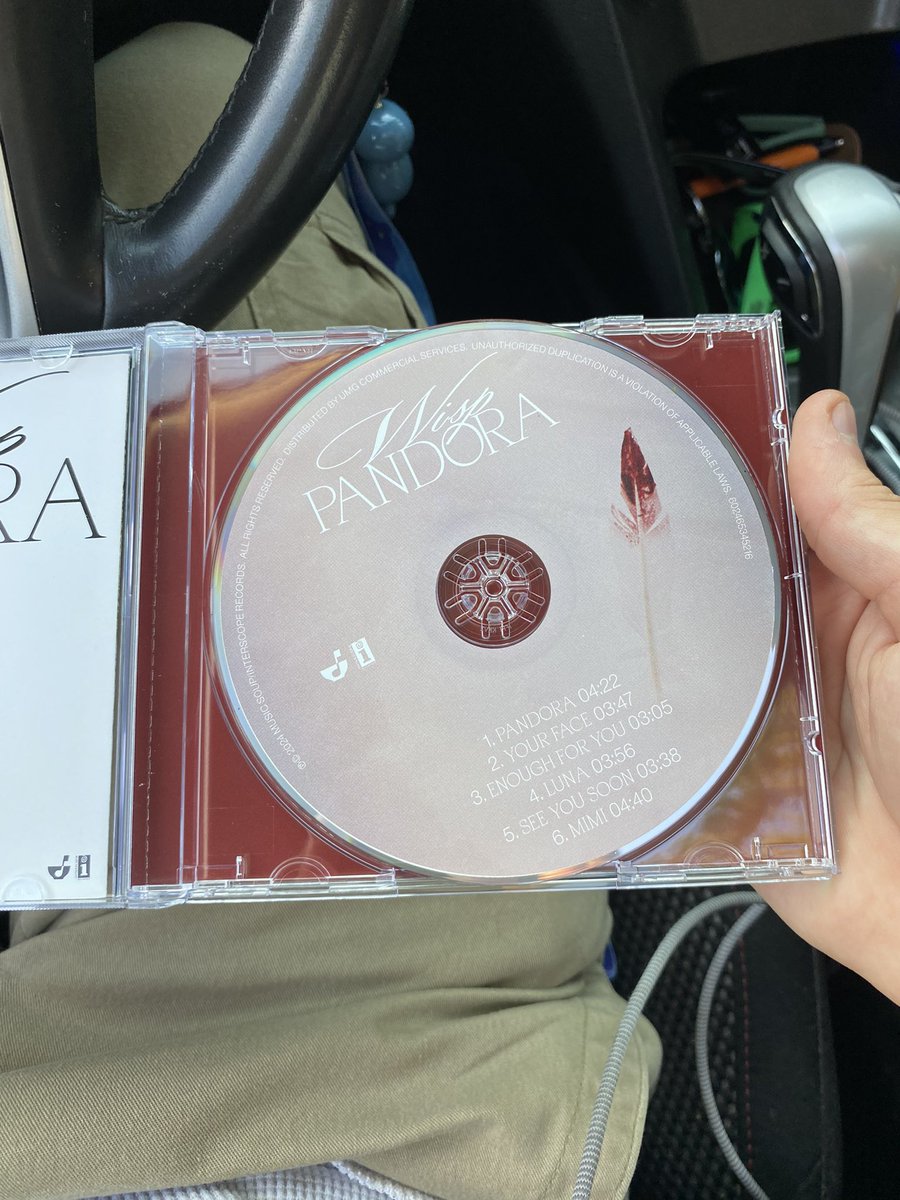 RA
Wisp
PANDORA
1. PANDORA 04:22
2. YOUR FACE 03:47
3. ENOUGH FOR YOU 03:05
4. LUNA 03:56
5. SEE YOU SOON 03:38
6. MIMI 04:40
℗© 2024 MUSIC SOUP/INTERSCOPE RECORDS. ALL RIGHTS RESERVED. DISTRIBUTED BY UMG COMMERCIAL SERVICES. UNAUTHORIZED DUPLICATION IS A VIOLATION OF APPLICABLE LAWS. 602465345216